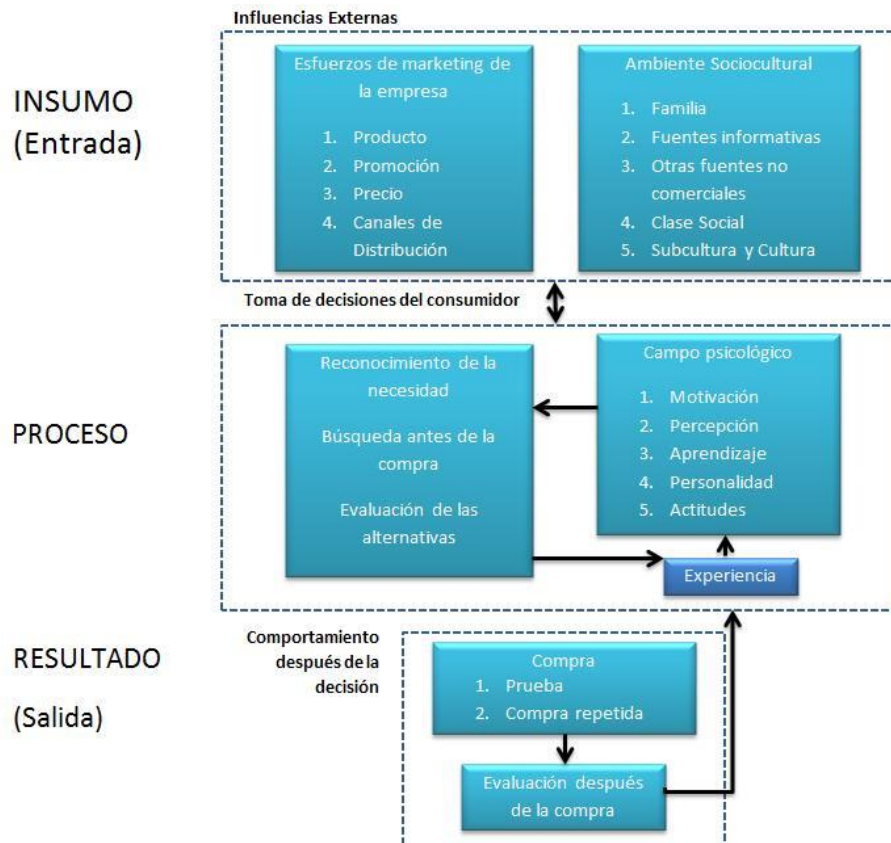 Influencias Externas
INSUMO
(Entrada)
Esfuerzos de marketing de
la empresa
1. Producto
2. Promoción
3. Precio
4. Canales de
Distribución
Ambiente Sociocultural
1. Familia
2. Fuentes informativas
3. Otras fuentes no
comerciales
4. Clase Social
5. Subcultura y Cultura
Toma de decisiones del consumidor
PROCESO
Reconocimiento de la
necesidad
Búsqueda antes de la
compra
Evaluación de las
alternativas
Campo psicológico
1. Motivación
2. Percepción
3. Aprendizaje
4. Personalidad
5. Actitudes
Experiencia
RESULTADO
(Salida)
Comportamiento
después de la
decisión
Compra
1. Prueba
2. Compra repetida
Evaluación después
de la compra